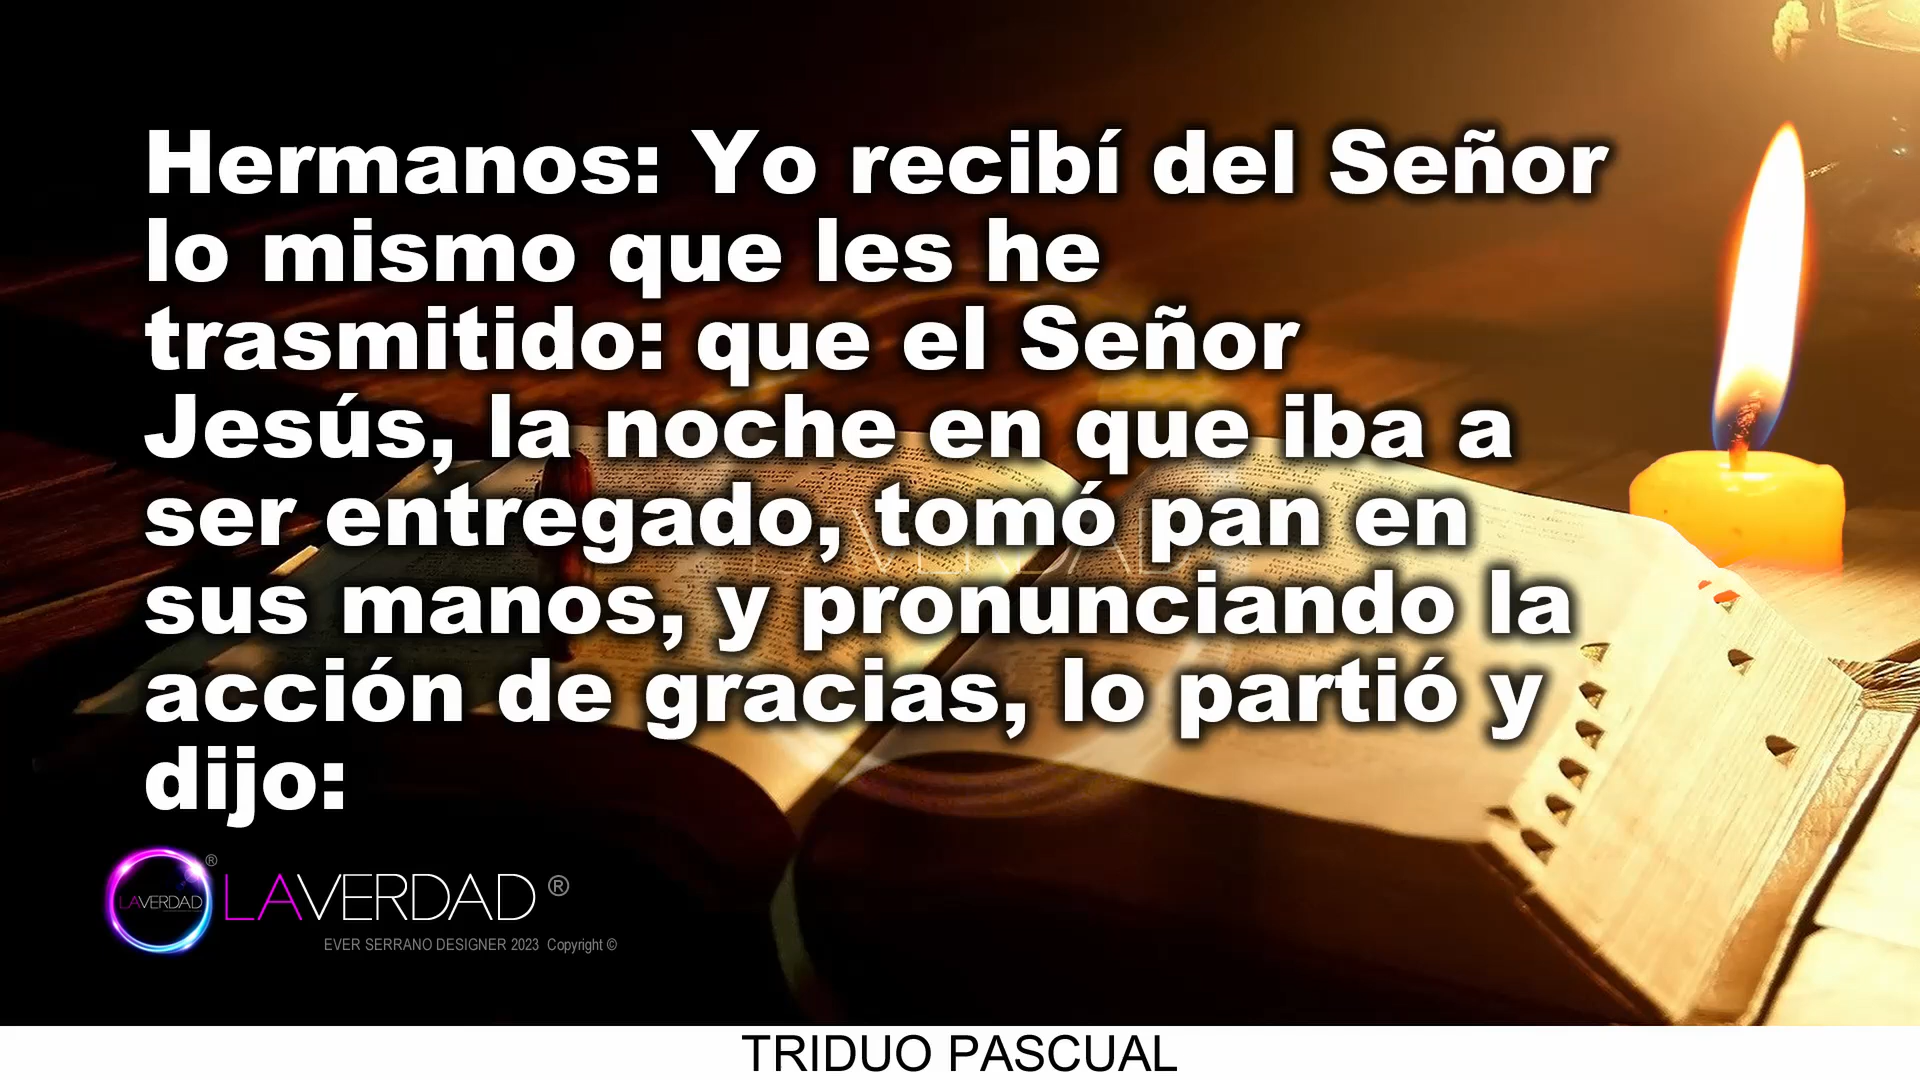 Hermanos: Yo recibí del Señor
lo mismo que les he
trasmitido: que el Señor
Jesús, la noche en que iba a
ser entregado, tomó pan en
sus manos, y pronunciando la
acción de gracias, lo partió y
dijo:
LAVERDAD ®
LAVERDAD ®
EVER SERRANO DESIGNER 2023 Copyright ©
TRIDUO PASCUAL